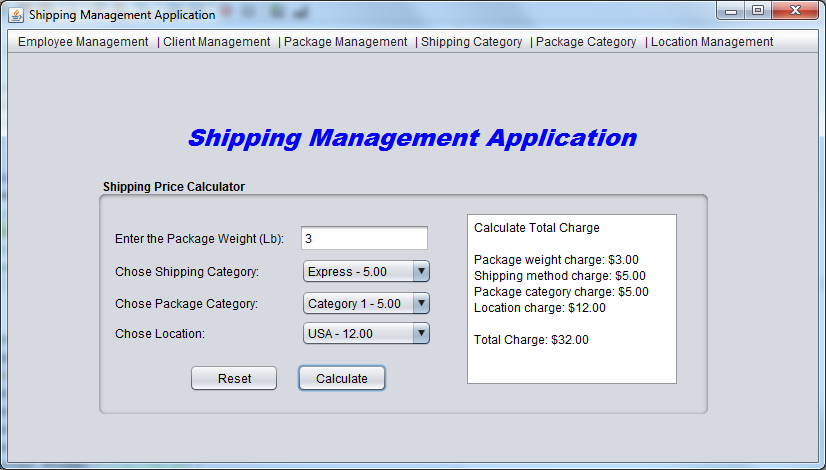 Shipping Management Application
Employee Management | Client Management | Package Management | Shipping Category | Package Category | Location Management
Shipping Management Application
Shipping Price Calculator
Enter the Package Weight (Lb): 3
Chose Shipping Category: Express - 5.00
Chose Package Category: Category 1 - 5.00
Chose Location: USA - 12.00
Reset Calculate
Calculate Total Charge
Package weight charge: $3.00
Shipping method charge: $5.00
Package category charge: $5.00
Location charge: $12.00
Total Charge: $32.00